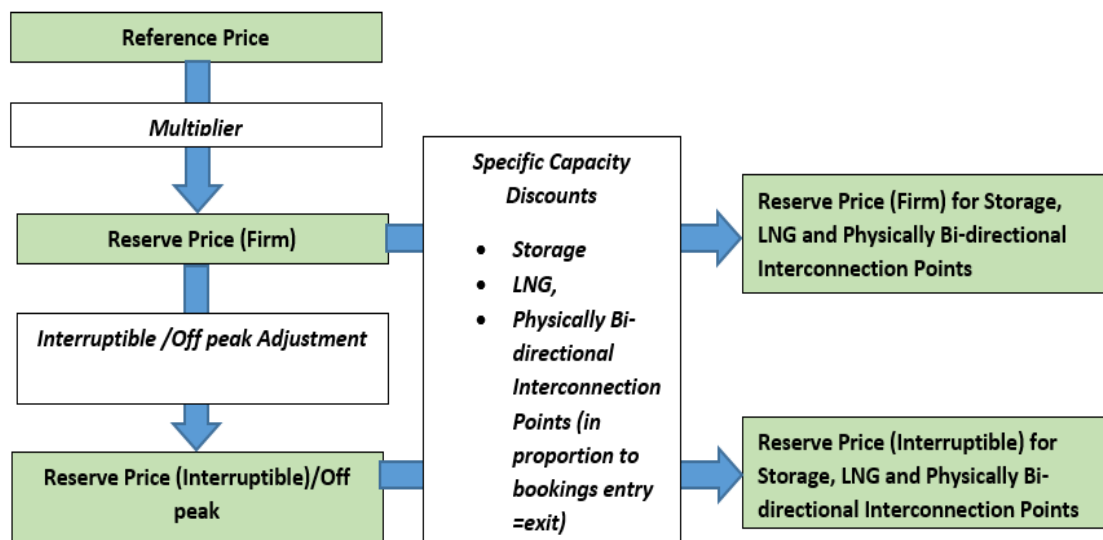 Reference Price
Multiplier
Reserve Price (Firm)
Interruptible /Off peak Adjustment
Reserve Price (Interruptible)/Off
peak
Specific Capacity
Discounts
• Storage
• LNG,
• Physically Bi-
directional
Interconnection
Points (in
proportion to
bookings entry
=exit)
Reserve Price (Firm) for Storage,
LNG and Physically Bi-directional
Interconnection Points
Reserve Price (Interruptible) for
Storage, LNG and Physically Bi-
directional Interconnection Points